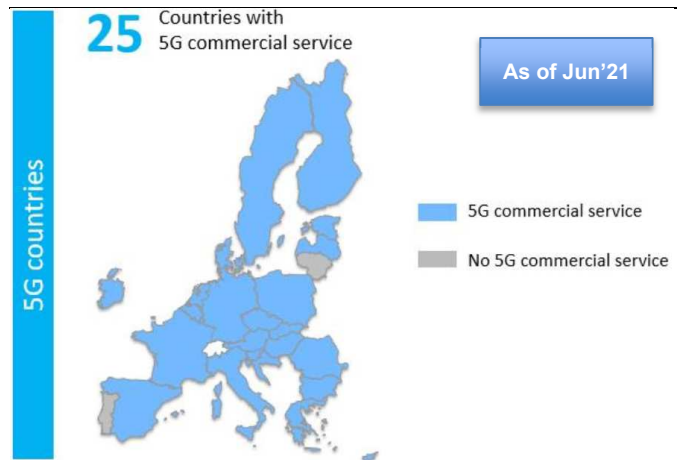 25 Countries with
5G commercial service
As of Jun’21
5G countries
5G commercial service
No 5G commercial service